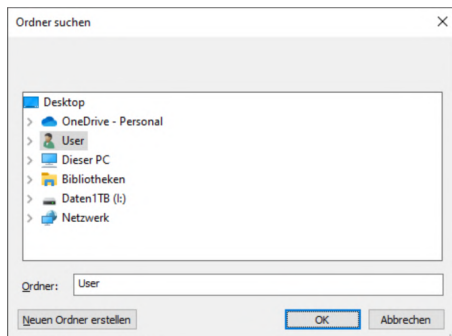 Ordner suchen
Desktop
OneDrive - Personal
User
Dieser PC
Bibliotheken
Daten1TB (I:)
Netzwerk
Ordner: User
Neuen Ordner erstellen OK Abbrechen